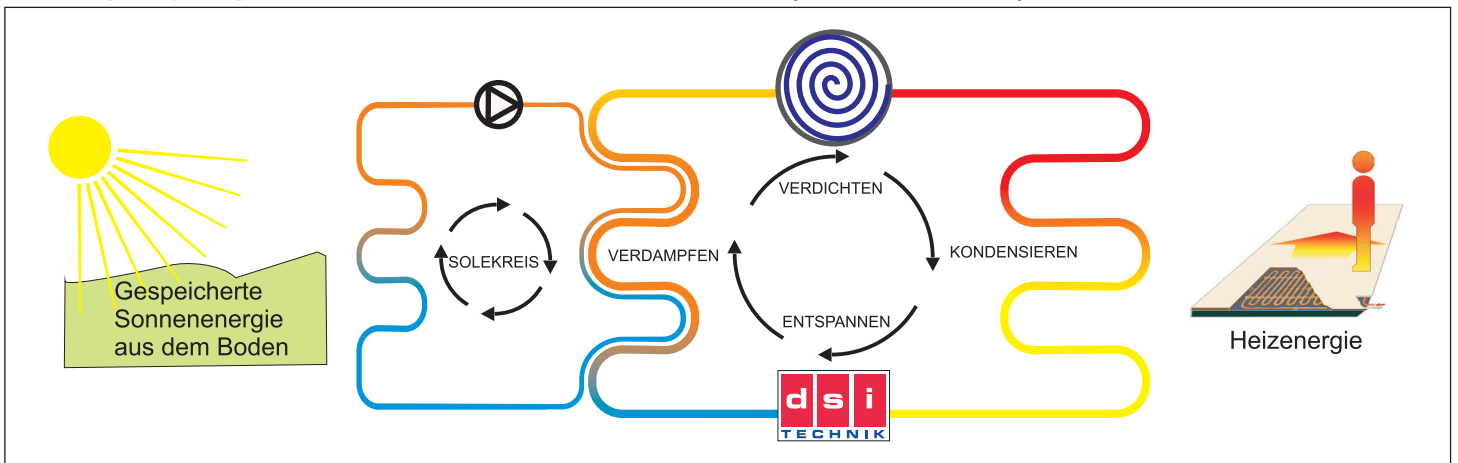 Gespeicherte
Sonnenenergie
aus dem Boden
SOLEKREIS
VERDAMPFEN
VERDICHTEN
KONDENSIEREN
ENTSPANNEN
dsi
TECHNIK
Heizenergie